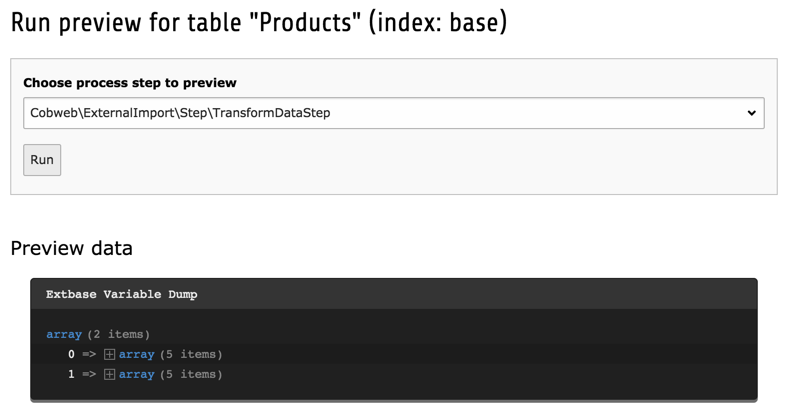 Run preview for table "Products" (index: base)
Choose process step to preview
Cobweb\ExternalImport\Step\TransformDataStep
Run
Preview data
Extbase Variable Dump
array (2 items)
0 => array (5 items)
1 => array (5 items)